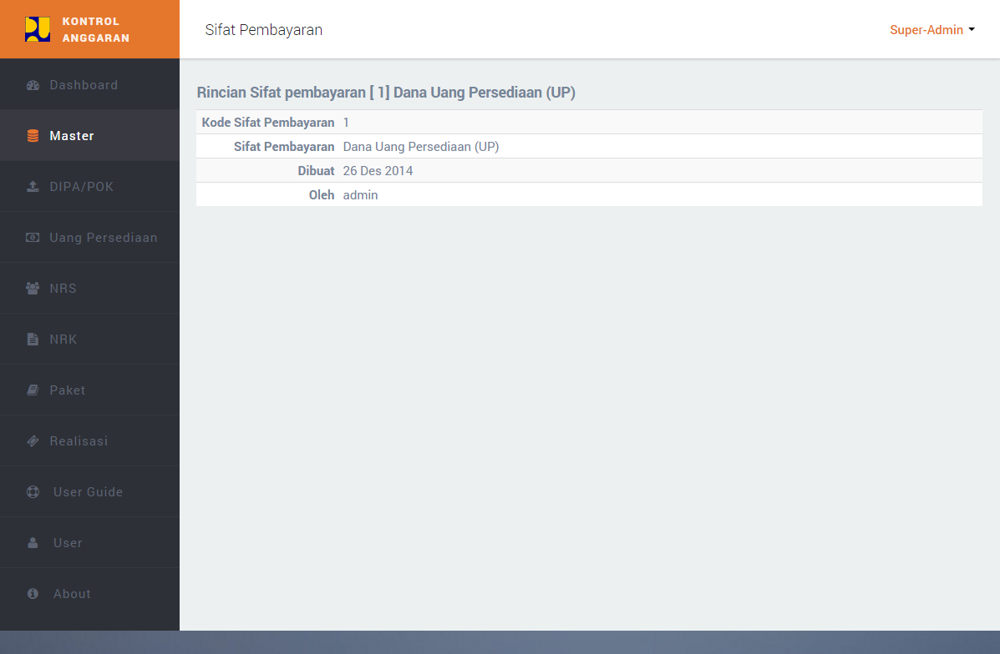 KONTROL
ANGGARAN
Sifat Pembayaran
Super-Admin
Dashboard
Master
DIPA/POK
Uang Persediaan
NRS
NRK
Paket
Realisasi
User Guide
User
About
Rincian Sifat pembayaran [ 1] Dana Uang Persediaan (UP)
Kode Sifat Pembayaran 1
Sifat Pembayaran Dana Uang Persediaan (UP)
Dibuat 26 Des 2014
Oleh admin